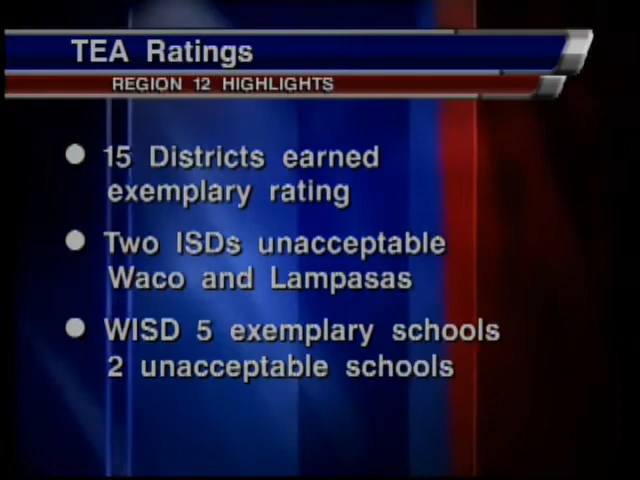 TEA Ratings
REGION 12 HIGHLIGHTS
15 Districts earned
exemplary rating
Two ISDs unacceptable
Waco and Lampasas
WISD 5 exemplary schools
2 unacceptable schools